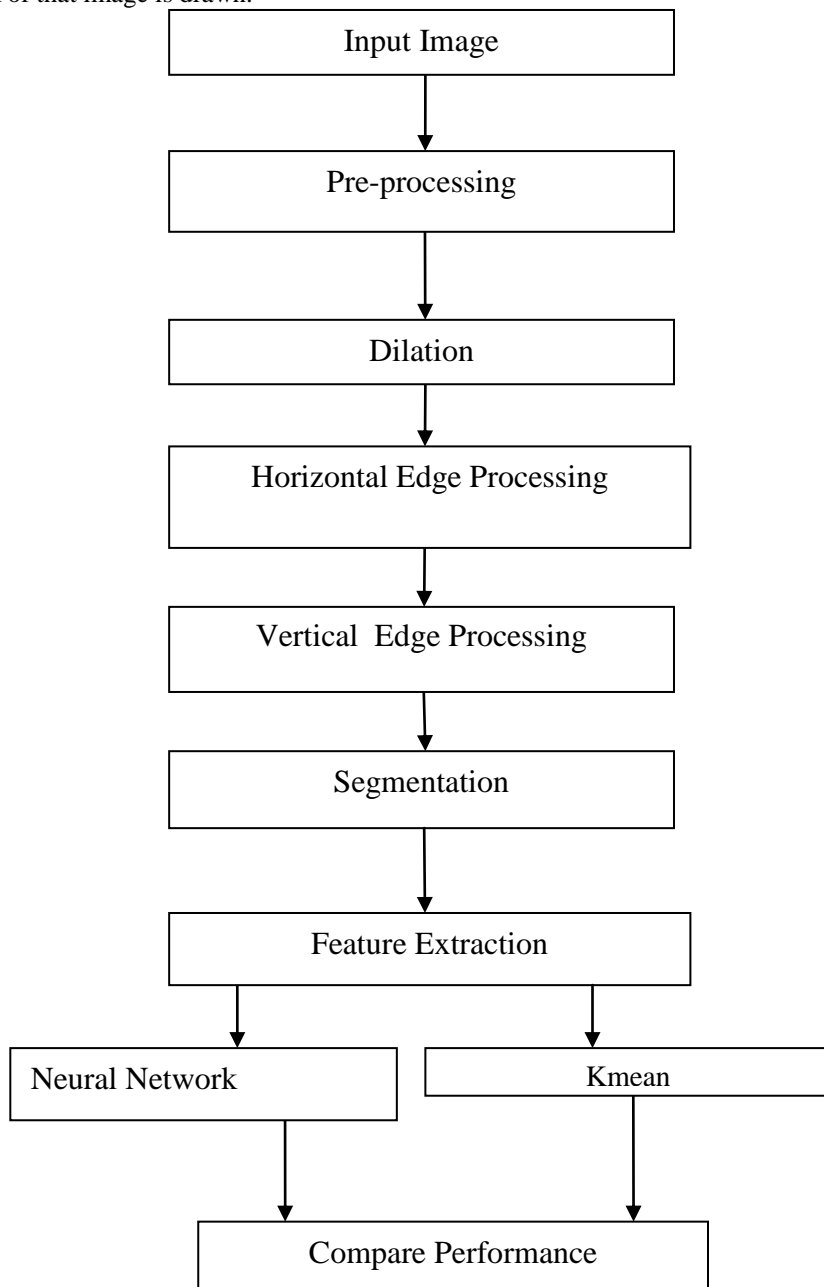 of that image is drawn.
Input Image
Pre-processing
Dilation
Horizontal Edge Processing
Vertical  Edge Processing
Segmentation
Feature Extraction
Neural Network
Kmean
Compare Performance